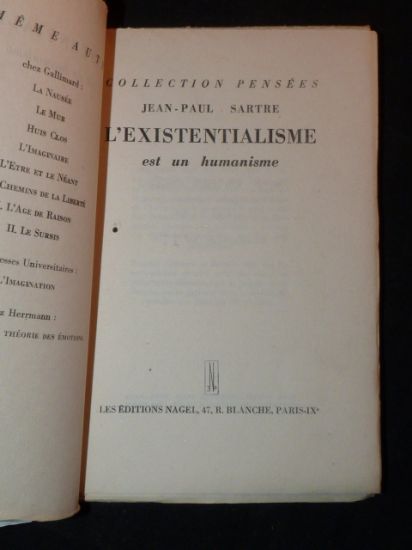 MÊME AUT
chez Gallimard :
LA NAUSÉE
LE MUR
HUIS CLOS
L'IMAGINAIRE
L'ETRE ET LE NÉANT
CHEMINS DE LA LIBERTÉ
. L'AGE DE RAISON
II. LE SURSIS
esses Universitaires :
L'IMAGINATION
z Herrmann :
THÉORIE DES ÉMOTIONS
COLLECTION PENSÉES
JEAN-PAUL SARTRE
L'EXISTENTIALISME
est un humanisme
N
LES ÉDITIONS NAGEL, 47, R. BLANCHE, PARIS-IXe